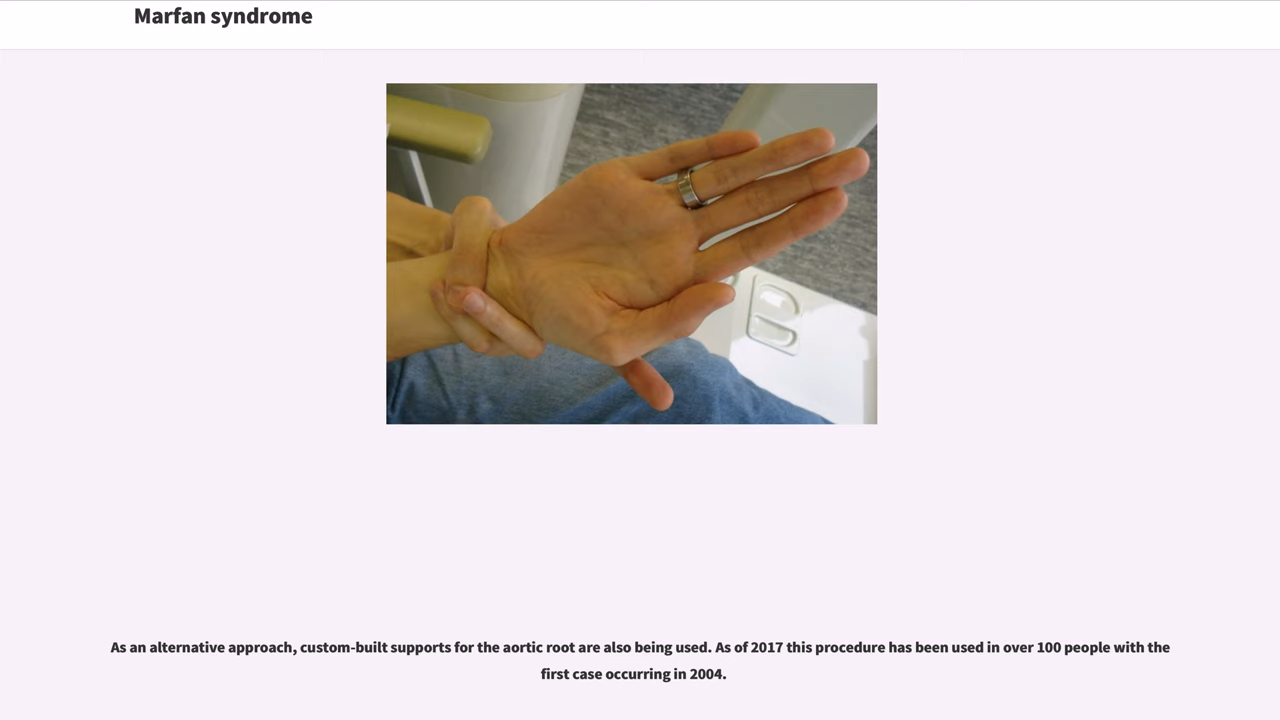 Marfan syndrome
As an alternative approach, custom-built supports for the aortic root are also being used. As of 2017 this procedure has been used in over 100 people with the
first case occurring in 2004.